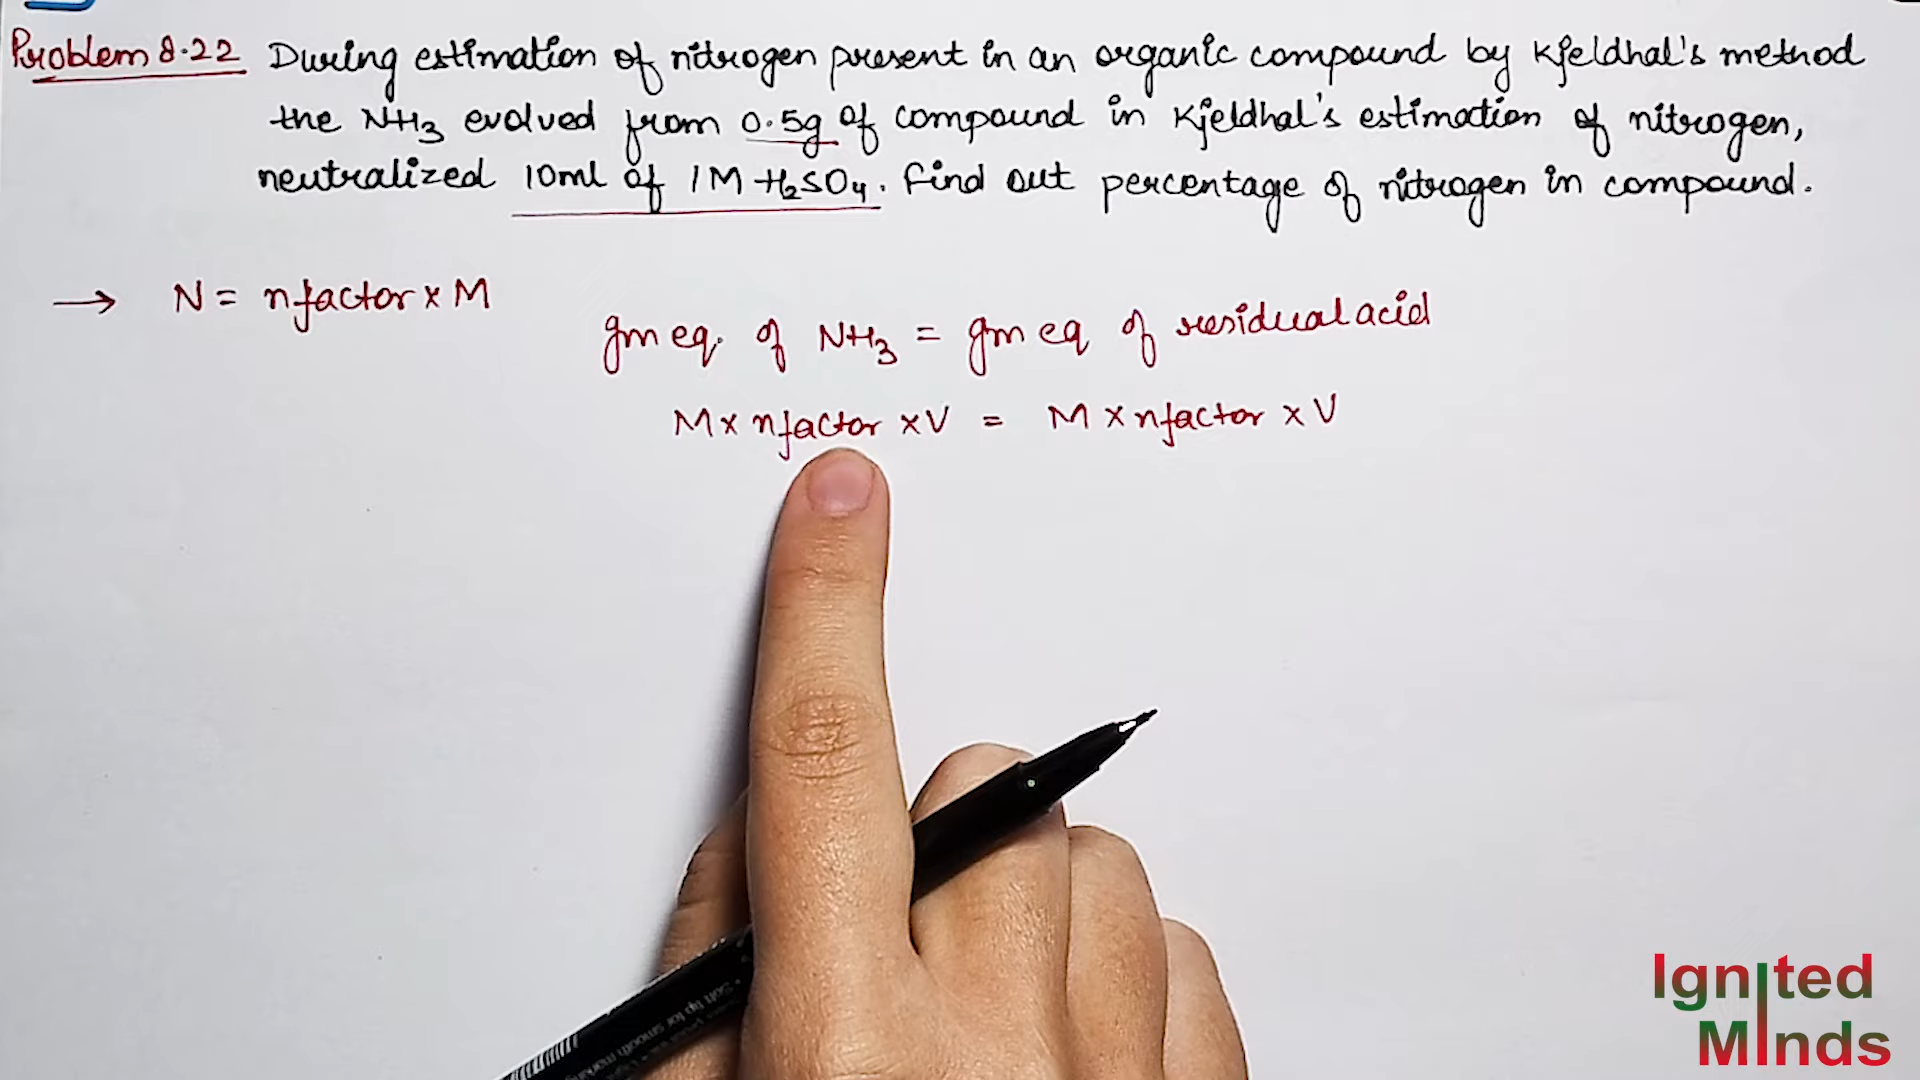 Problem 8.22 During estimation of nitrogen present in an organic compound by Kjeldhal's method
the NH3 evolved from 0.5g of compound in Kjeldhal's estimation of nitrogen,
neutralized 10ml of 1M H2SO4. Find out percentage of nitrogen in compound.
→ N = nfactor × M
gm eq. of NH3 = gm eq of residual acid
M × nfactor × V = M × nfactor × V
Ignited
Minds